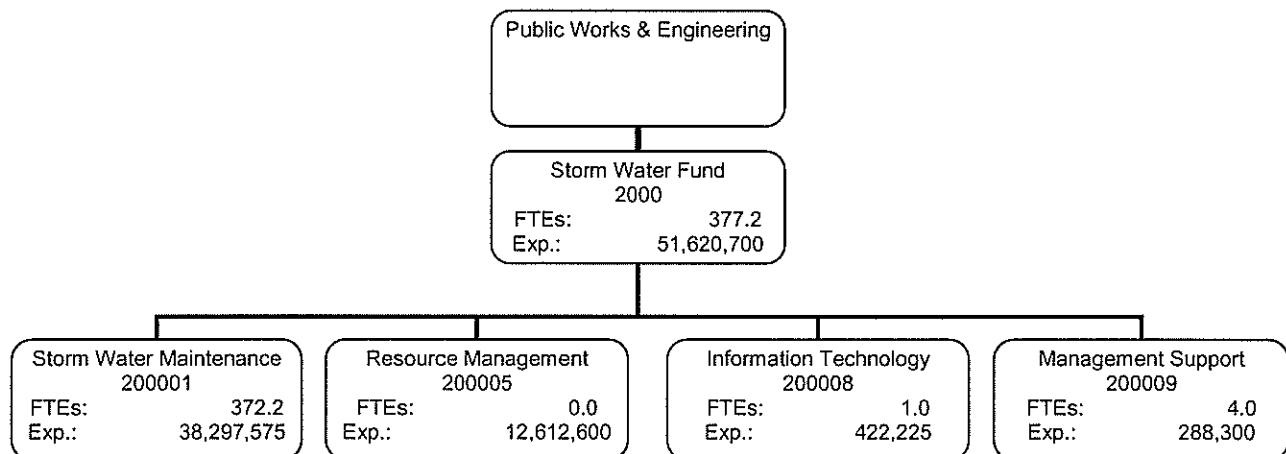 Public Works & Engineering
Storm Water Fund
2000
FTEs: 377.2
Exp.: 51,620,700
Storm Water Maintenance
200001
FTEs: 372.2
Exp.: 38,297,575
Resource Management
200005
FTEs: 0.0
Exp.: 12,612,600
Information Technology
200008
FTEs: 1.0
Exp.: 422,225
Management Support
200009
FTEs: 4.0
Exp.: 288,300